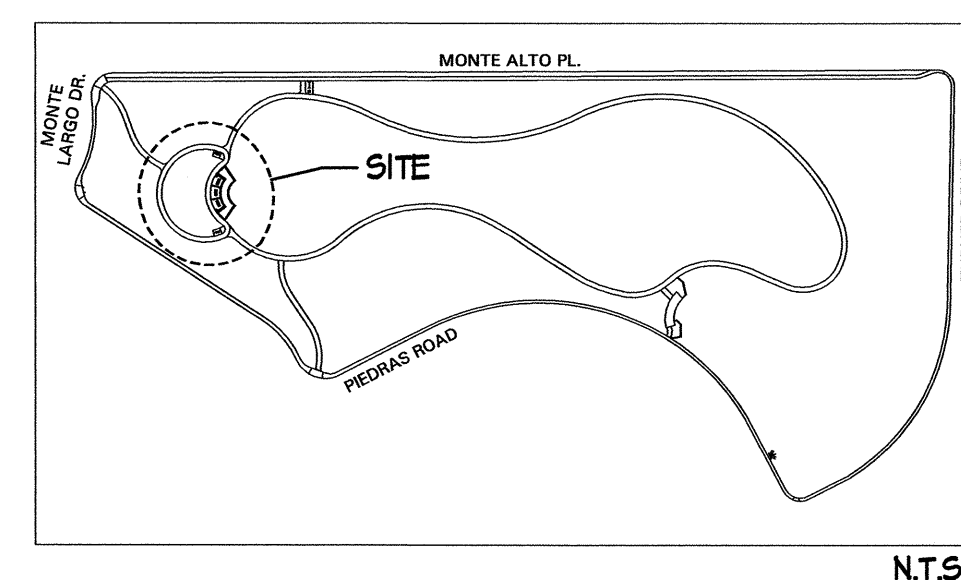 MONTE ALTO PL.
MONTE
LARGO DR.
SITE
PIEDRAS ROAD
N.T.S